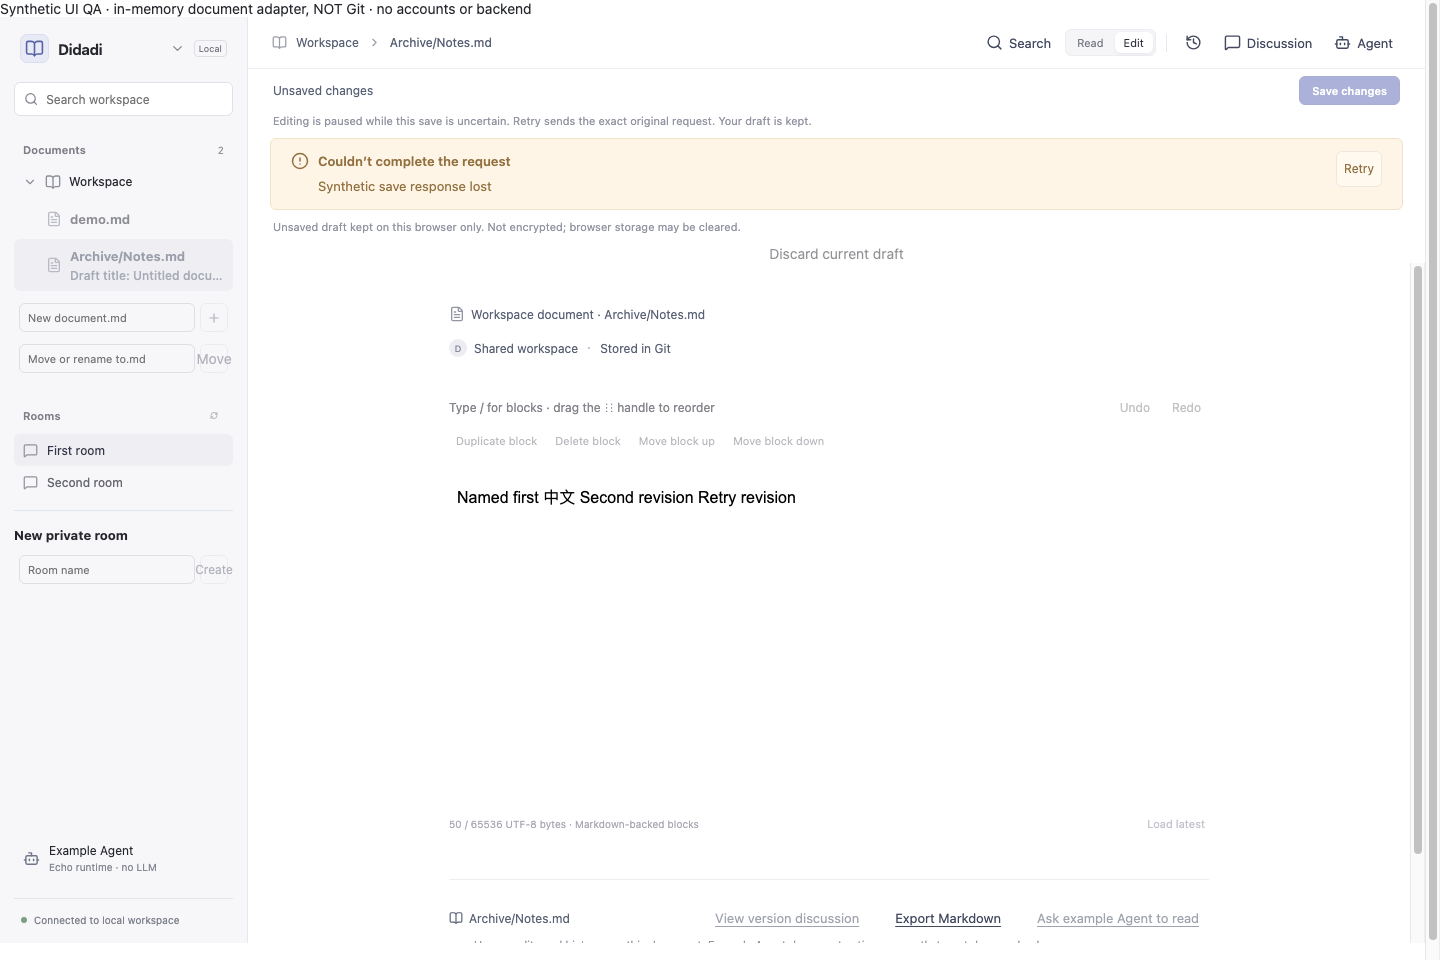 Synthetic UI QA · in-memory document adapter, NOT Git · no accounts or backend
Didadi
Local
Search workspace
Documents 2
Workspace
demo.md
Archive/Notes.md
Draft title: Untitled docu...
New document.md +
Move or rename to.md Move
Rooms
First room
Second room
New private room
Room name Create
Example Agent
Echo runtime · no LLM
Connected to local workspace
Workspace > Archive/Notes.md
Search Read Edit Discussion Agent
Unsaved changes Save changes
Editing is paused while this save is uncertain. Retry sends the exact original request. Your draft is kept.
Couldn’t complete the request
Synthetic save response lost
Retry
Unsaved draft kept on this browser only. Not encrypted; browser storage may be cleared.
Discard current draft
Workspace document · Archive/Notes.md
D Shared workspace · Stored in Git
Type / for blocks · drag the ⁝⁝ handle to reorder Undo Redo
Duplicate block Delete block Move block up Move block down
Named first 中文 Second revision Retry revision
50 / 65536 UTF-8 bytes · Markdown-backed blocks Load latest
Archive/Notes.md View version discussion Export Markdown Ask example Agent to read